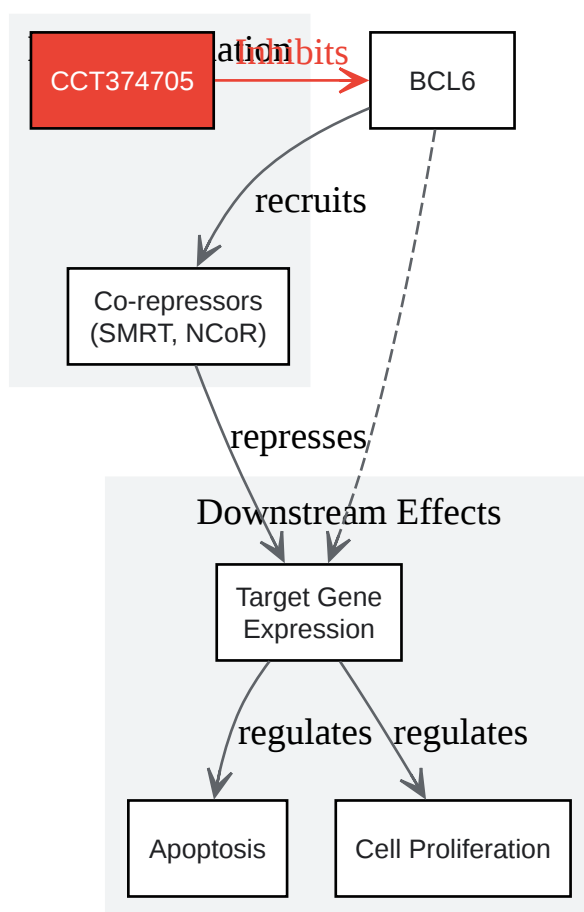 Inhibits
CCT374705
BCL6
recruits
Co-repressors
(SMRT, NCoR)
represses
Downstream Effects
Target Gene
Expression
regulates
regulates
Apoptosis
Cell Proliferation